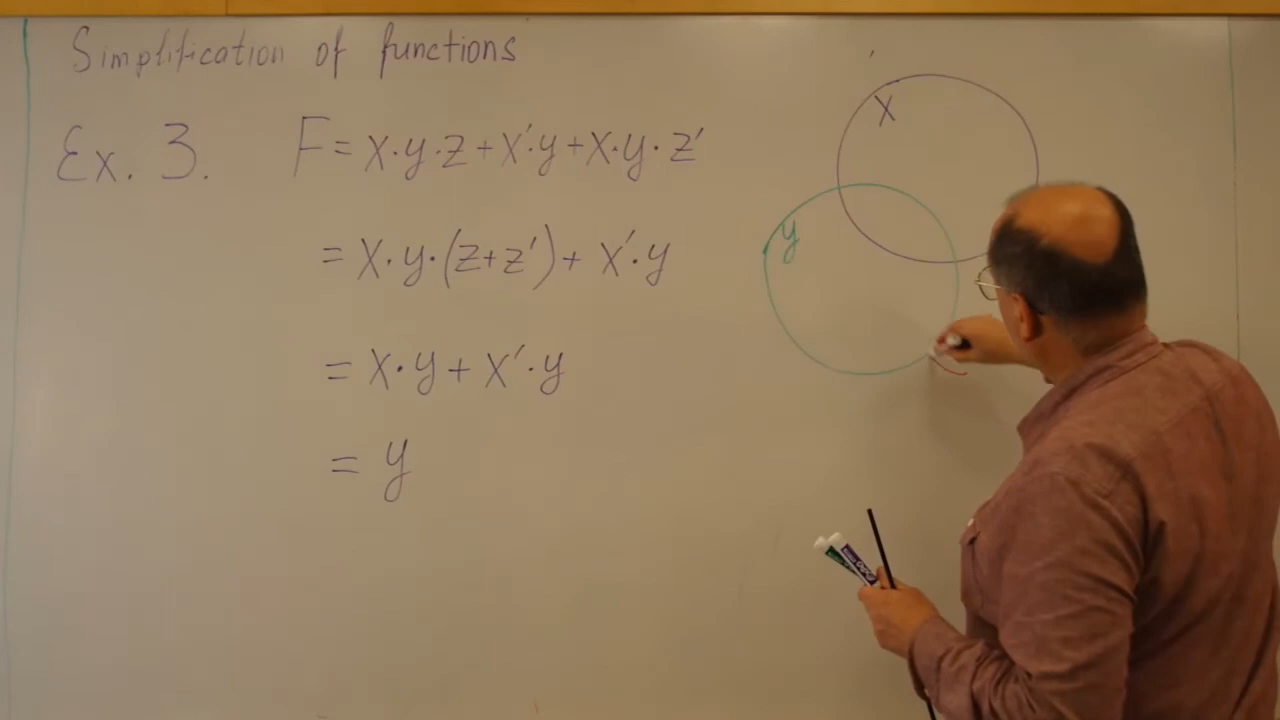 Simplification of functions
Ex. 3. F = x·y·z + x'·y + x·y·z'
= x·y·(z+z') + x'·y
= x·y + x'·y
= y
x
y